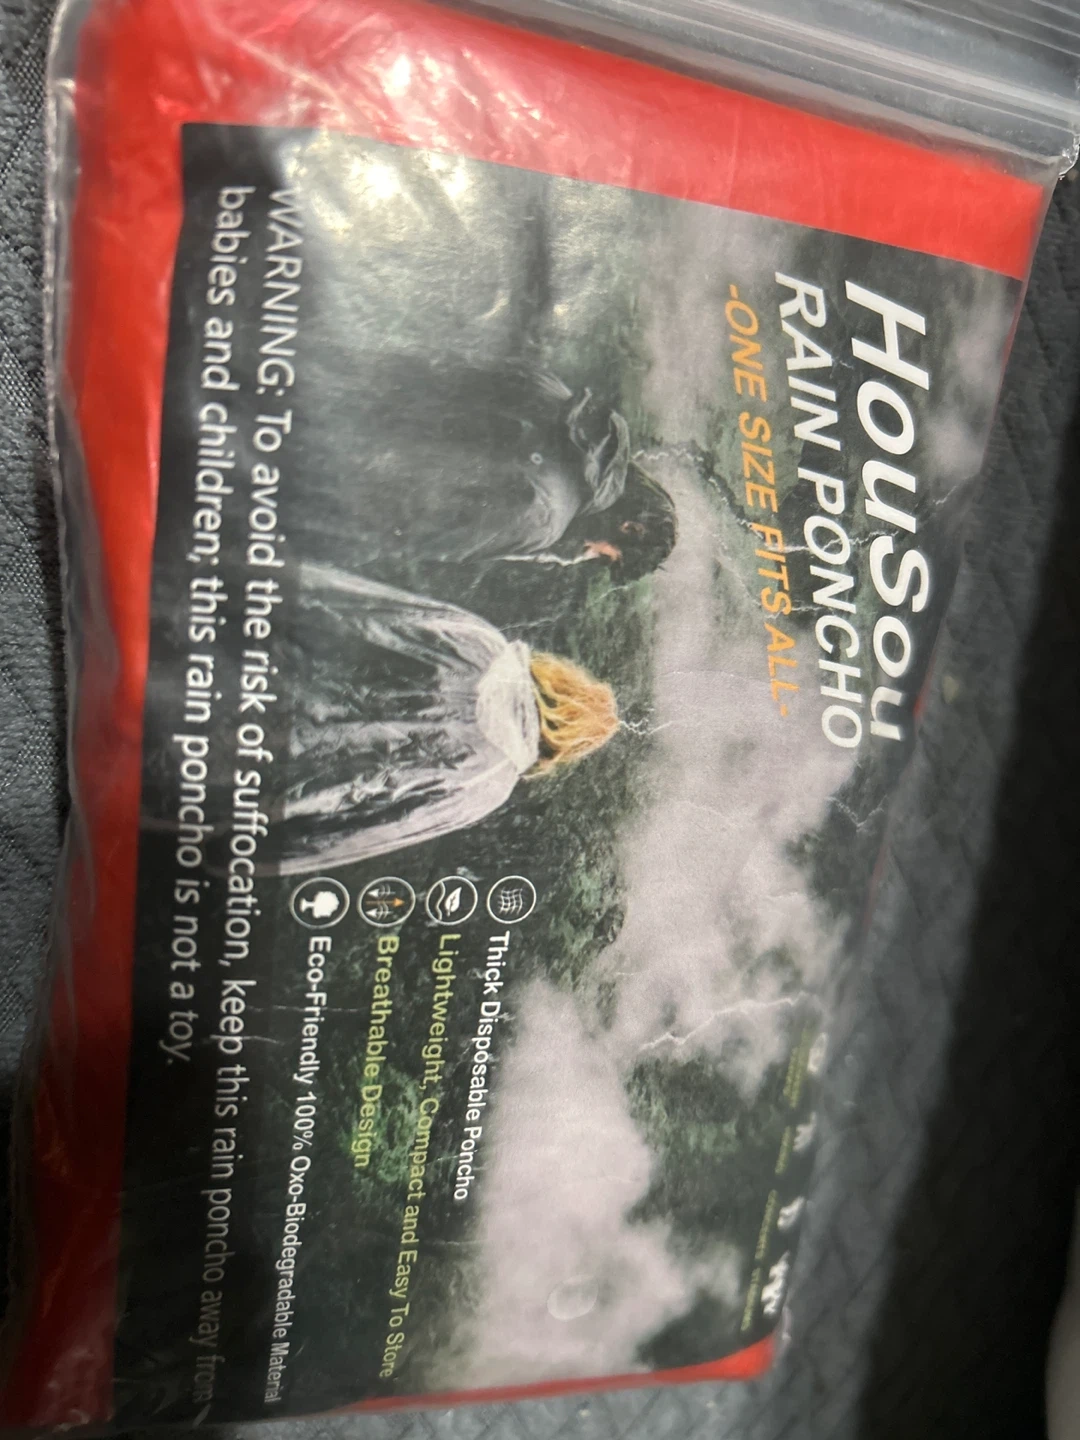 HouSou
RAIN PONCHO
-ONE SIZE FITS ALL-
Thick Disposable Poncho
Lightweight, Compact and Easy To Store
Breathable Design
Eco-Friendly 100% Oxo-Biodegradable Material
WARNING: To avoid the risk of suffocation, keep this rain poncho away from
babies and children; this rain poncho is not a toy.